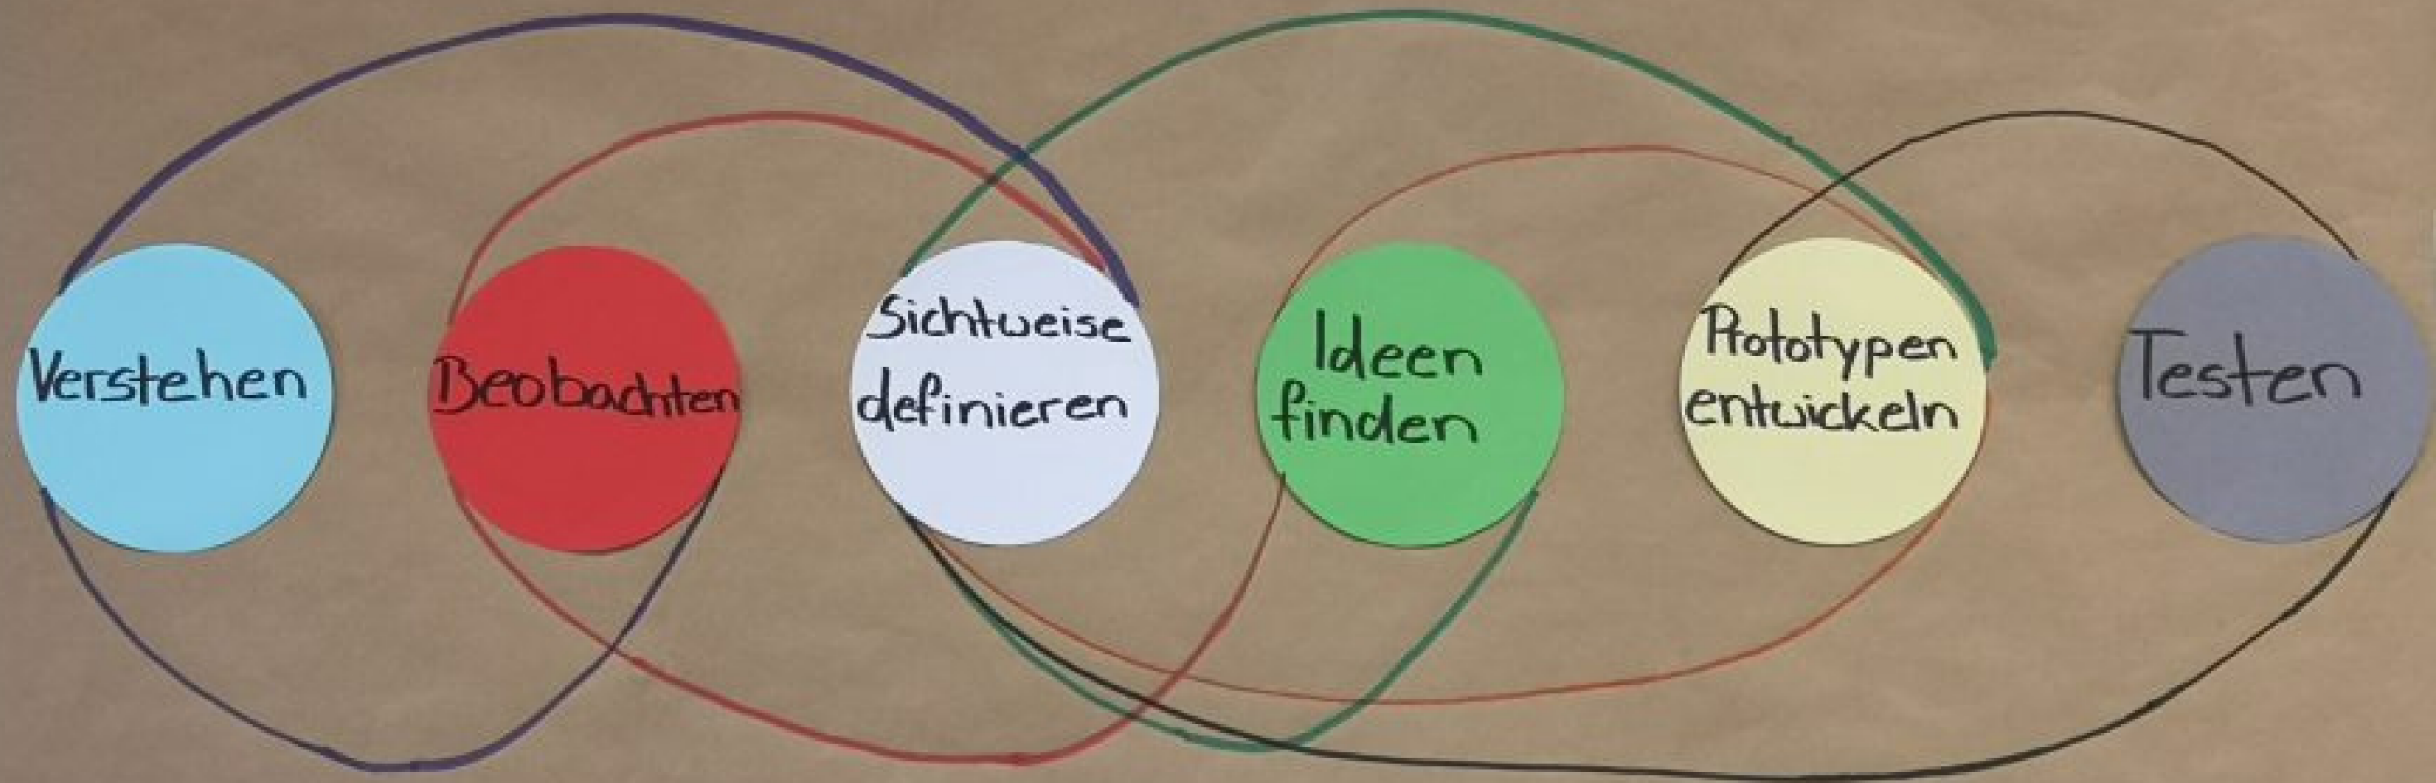 Verstehen
Beobachten
Sichtweise
definieren
Ideen
finden
Prototypen
entwickeln
Testen